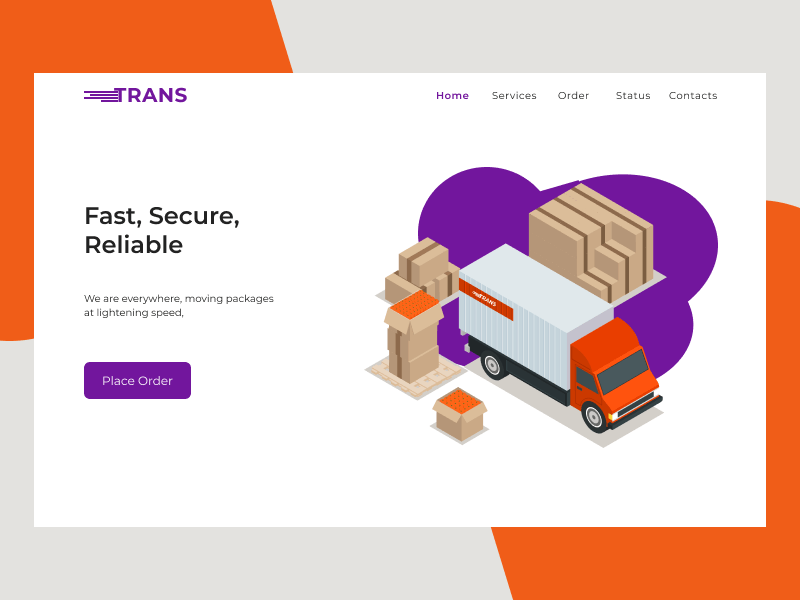 TRANS
Home Services Order Status Contacts
Fast, Secure,
Reliable
We are everywhere, moving packages
at lightening speed,
Place Order
TRANS